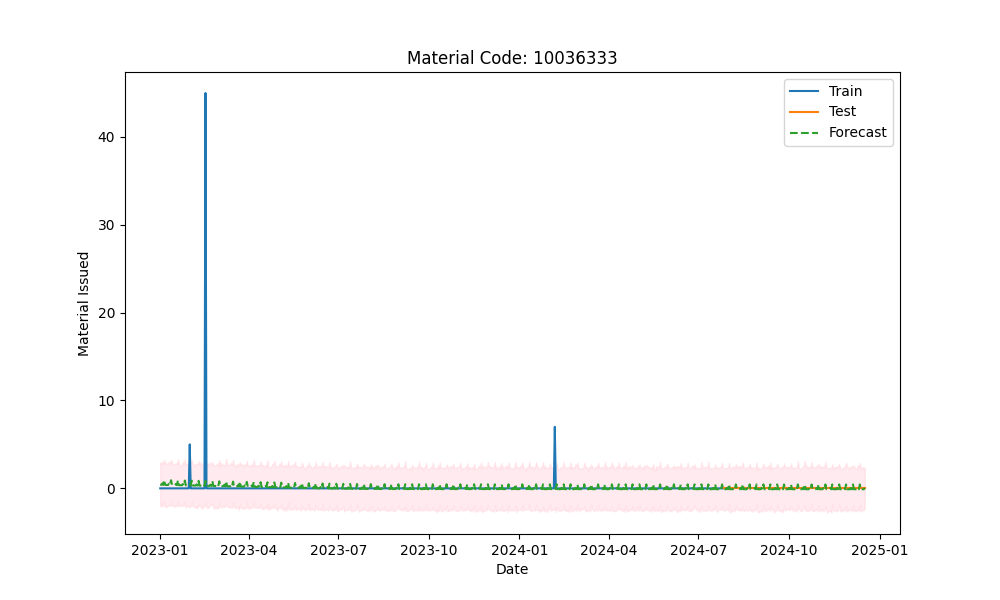 Material Code: 10036333
Train
Test
Forecast
Material Issued
40
30
20
10
0
2023-01 2023-04 2023-07 2023-10 2024-01 2024-04 2024-07 2024-10 2025-01
Date